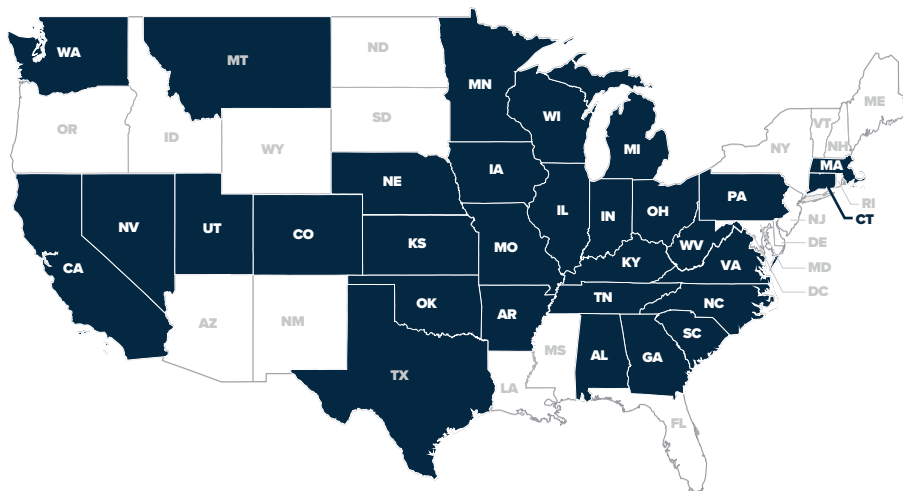 WA
MT
ND
MN
OR
ID
SD
WI
WY
MI
NY
VT
NH
ME
MA
RI
CT
NE
IA
PA
NJ
NV
UT
CO
IL
IN
OH
DE
CA
KS
MO
WV
VA
MD
KY
DC
AZ
NM
OK
AR
TN
NC
SC
MS
AL
GA
TX
LA
FL